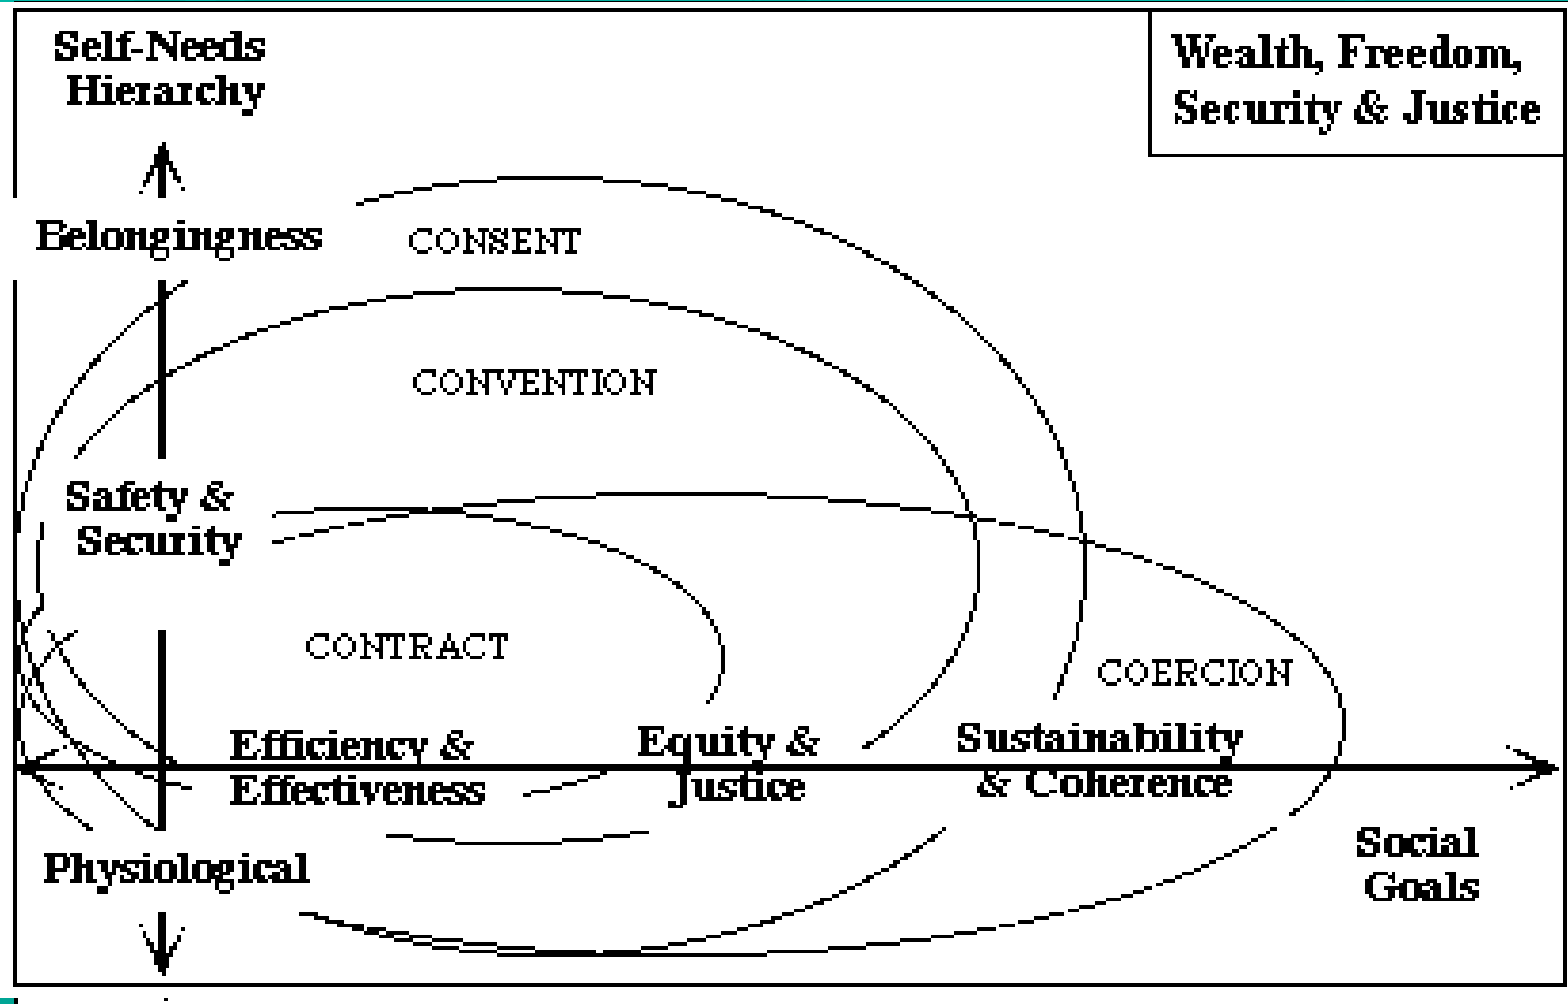 Self-Needs
Hierarchy
Wealth, Freedom,
Security & Justice
Belongingness
CONSENT
CONVENTION
Safety &
Security
CONTRACT
COERCION
Efficiency &
Effectiveness
Equity &
Justice
Sustainability
& Coherence
Physiological
Social
Goals